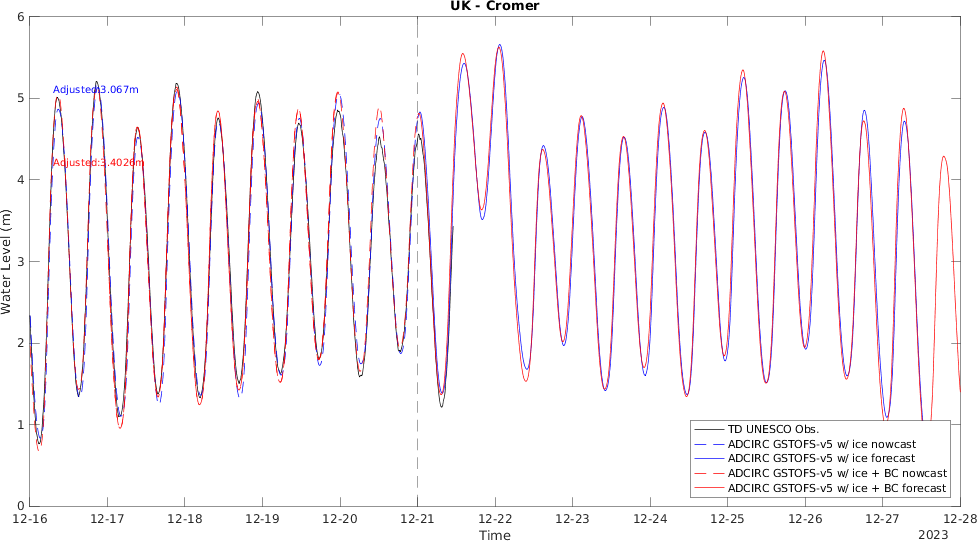 UK - Cromer
6
5
4
3
2
1
0
Water Level (m)
Adjusted:3.067m
Adjusted:3.4026m
TD UNESCO Obs.
ADCIRC GSTOFS-v5 w/ ice nowcast
ADCIRC GSTOFS-v5 w/ ice forecast
ADCIRC GSTOFS-v5 w/ ice + BC nowcast
ADCIRC GSTOFS-v5 w/ ice + BC forecast
12-16 12-17 12-18 12-19 12-20 12-21 12-22 12-23 12-24 12-25 12-26 12-27 12-28
Time
2023